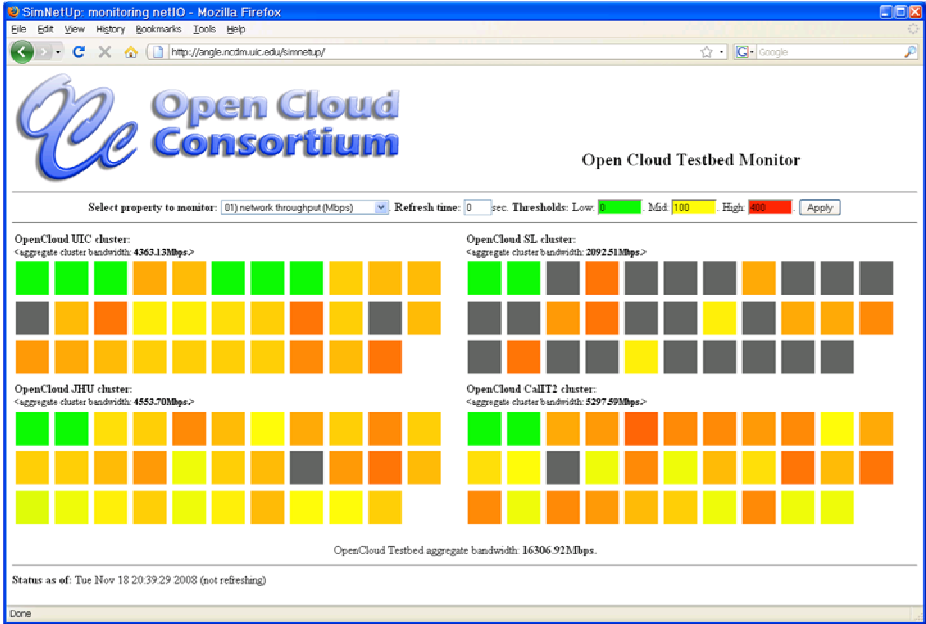 SimNetUp: monitoring netIO - Mozilla Firefox
File Edit View History Bookmarks Tools Help
http://angle.ncdm.uic.edu/simnetup/
Google
Open Cloud
Consortium
Open Cloud Testbed Monitor
Select property to monitor: 01) network throughput (Mbps) Refresh time: 0 sec. Thresholds: Low: 0 Mid: 100 High: 400 Apply
OpenCloud UIC cluster:
<aggregate cluster bandwidth: 4363.13Mbps.>
OpenCloud SL cluster:
<aggregate cluster bandwidth: 2092.51Mbps.>
OpenCloud JHU cluster:
<aggregate cluster bandwidth: 4553.70Mbps.>
OpenCloud CalIT2 cluster:
<aggregate cluster bandwidth: 5297.59Mbps.>
OpenCloud Testbed aggregate bandwidth: 16306.92Mbps.
Status as of: Tue Nov 18 20:39:29 2008 (not refreshing)
Done